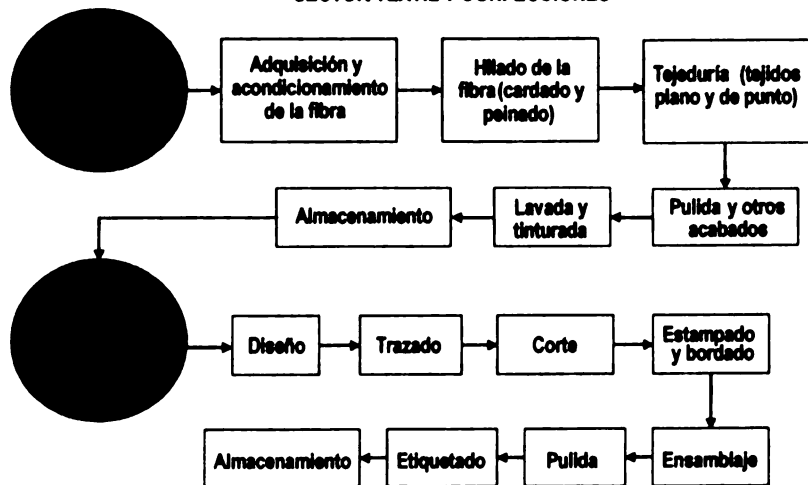 Adquisición y
acondicionamiento
de la fibra
Hilado de la
fibra (cardado y
peinado)
Tejeduría (tejidos
plano y de punto)
Pulida y otros
acabados
Lavada y
tinturada
Almacenamiento
Diseño
Trazado
Corte
Estampado
y bordado
Ensamblaje
Pulida
Etiquetado
Almacenamiento